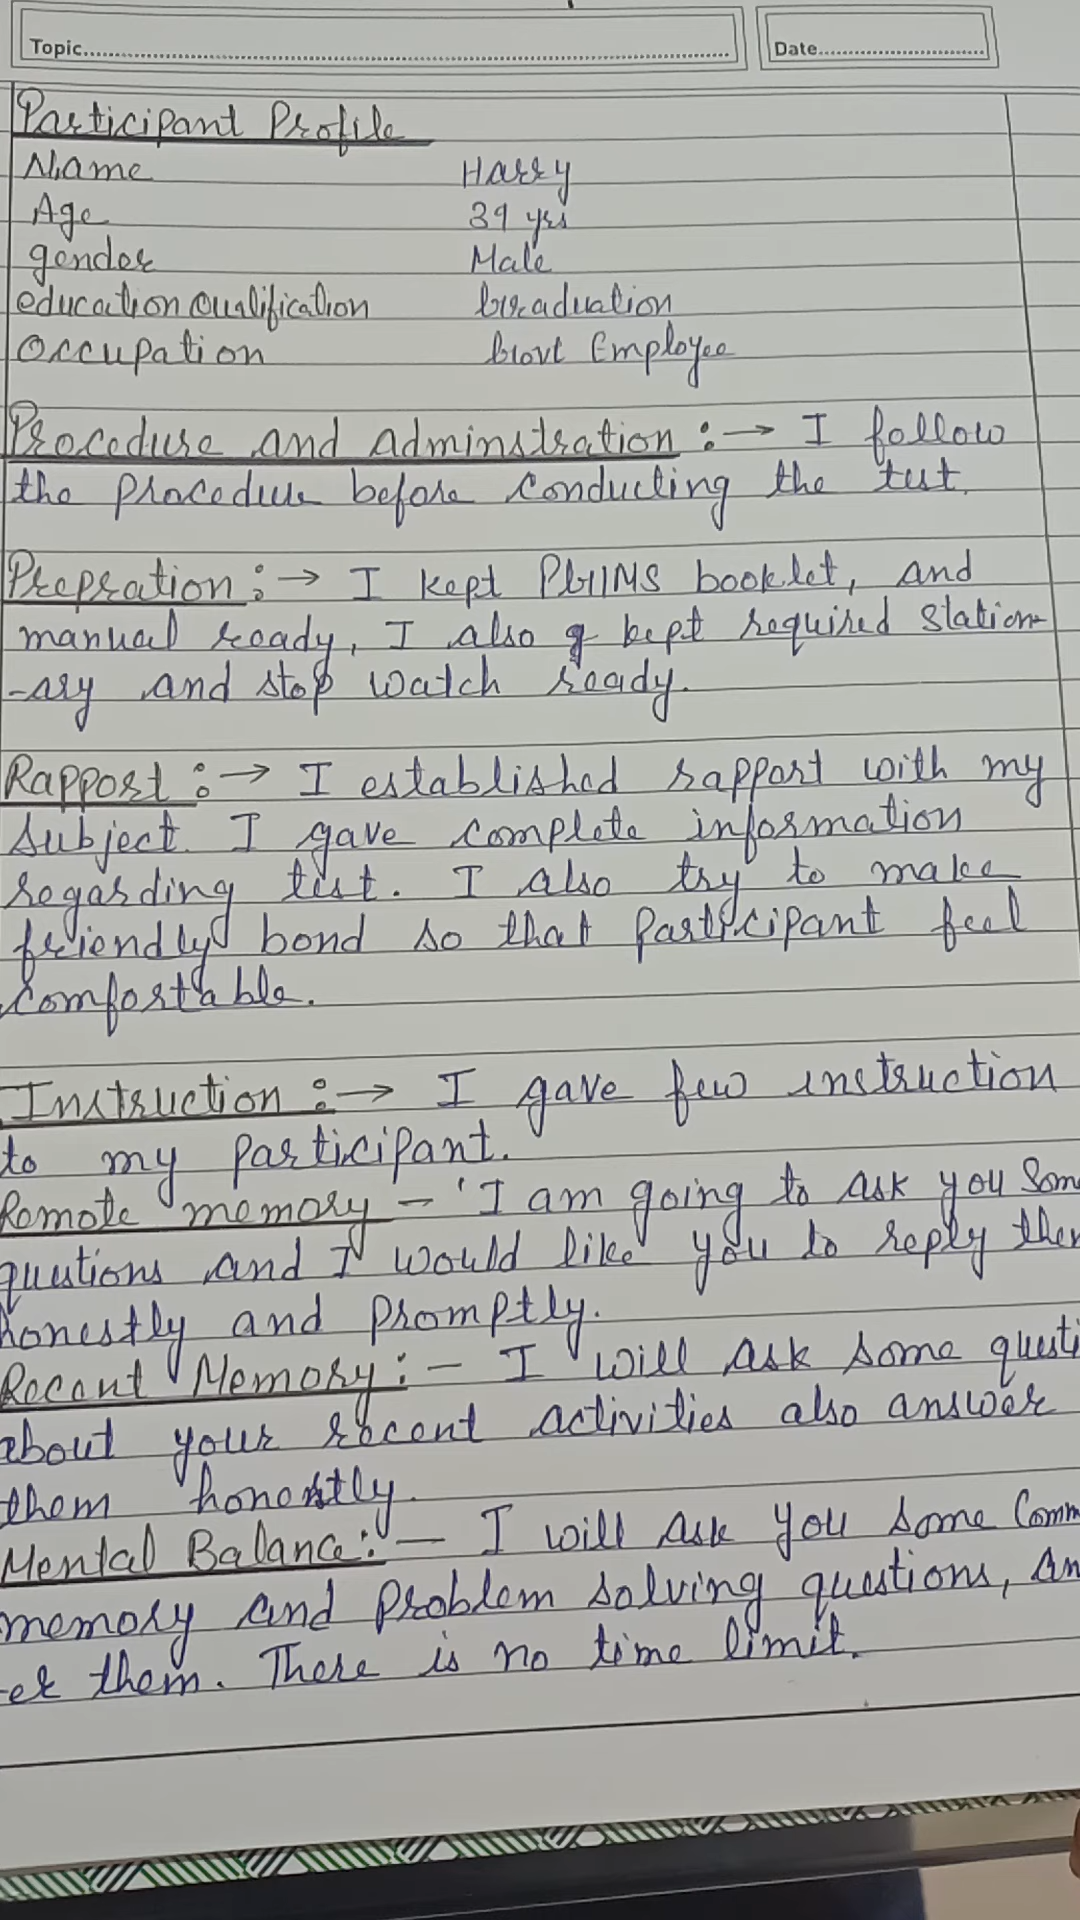 Topic
Date
Participant Profile
Name Harry
Age 39 yrs
gender Male
education Qualification Graduation
Occupation Govt Employee
Procedure and adminstration :→ I follow
the procedure before conducting the test.
Prepration :→ I kept PGIIMS booklet, and
manual ready, I also kept required station-
-ary and stop watch ready.
Rapport :→ I established rapport with my
Subject. I gave complete information
regarding test. I also try to make
friendly bond so that Participant feel
comfortable.
Instruction :→ I gave few instruction
to my participant.
Remote memory – 'I am going to ask you Som
questions and I would like you to reply the
honestly and Promptly.
Recent Memory :– I will ask some questi
about your recent activities also answer
them honestly.
Mental Balance :– I will ask you some Comm
memory and Problem solving questions, an
-er them. There is no time limit.